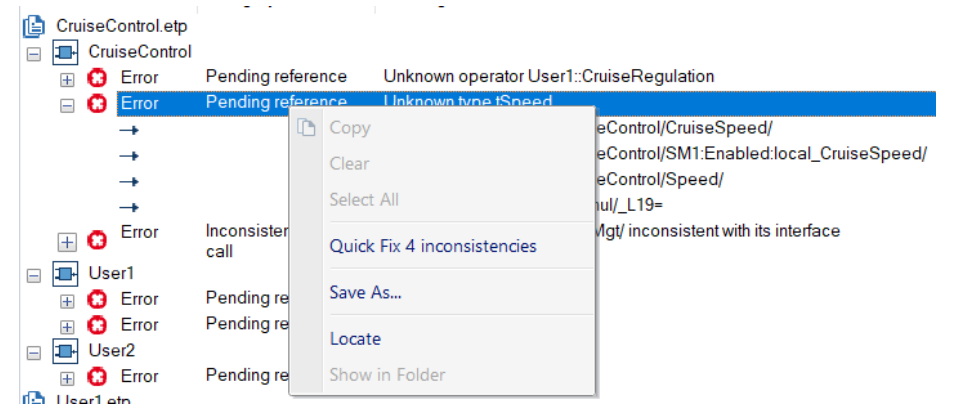 CruiseControl.etp
CruiseControl
Error Pending reference Unknown operator User1::CruiseRegulation
Error Pending reference Unknown type tSpeed
Copy
eControl/CruiseSpeed/
eControl/SM1:Enabled:local_CruiseSpeed/
Clear
eControl/Speed/
Select All
nul/_L19=
Error Inconsisten Mgt/ inconsistent with its interface
call
Quick Fix 4 inconsistencies
User1
Error Pending re
Save As...
Error Pending re
Locate
User2
Error Pending re
Show in Folder
User1.etp